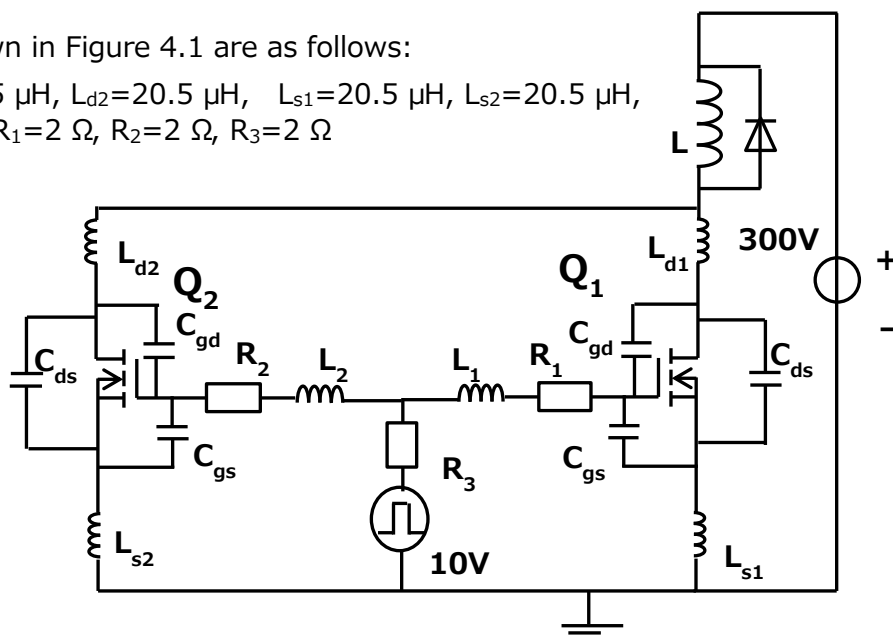 wn in Figure 4.1 are as follows:
5 μH, Ld2=20.5 μH, Ls1=20.5 μH, Ls2=20.5 μH,
R1=2 Ω, R2=2 Ω, R3=2 Ω
L
Ld2
Ld1
300V
+
−
Q2
Q1
Cgd
Cgd
Cds
R2
L2
L1
R1
Cds
Cgs
R3
Cgs
Ls2
10V
Ls1